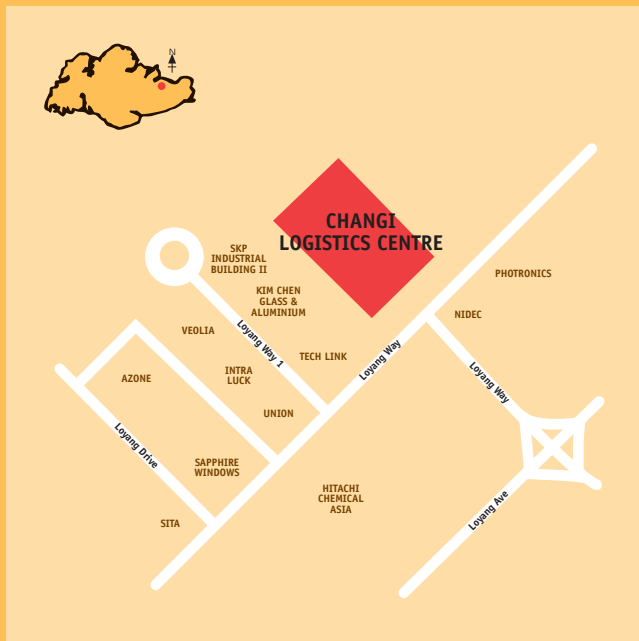 N
CHANGI
LOGISTICS CENTRE
SKP
INDUSTRIAL
BUILDING II
PHOTRONICS
KIM CHEN
GLASS &
ALUMINIUM
NIDEC
VEOLIA
Loyang Way 1
TECH LINK
Loyang Way
INTRA
LUCK
AZONE
Loyang Way
UNION
Loyang Drive
SAPPHIRE
WINDOWS
HITACHI
CHEMICAL
ASIA
SITA
Loyang Ave